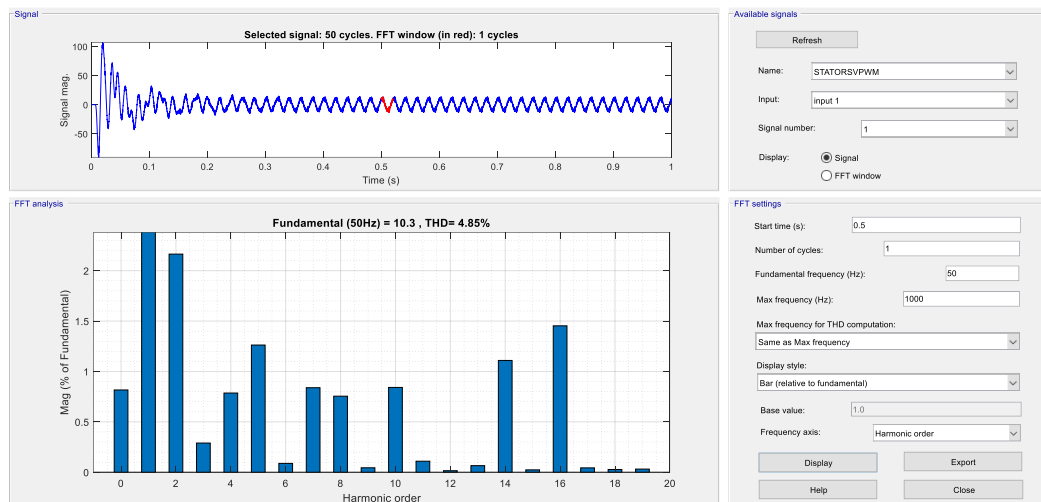 Signal
Selected signal: 50 cycles. FFT window (in red): 1 cycles
Signal mag.
100
50
0
-50
0
0.1
0.2
0.3
0.4
0.5
0.6
0.7
0.8
0.9
1
Time (s)
Available signals
Refresh
Name:
STATORSVPWM
Input:
input 1
Signal number:
1
Display:
Signal
FFT window
FFT analysis
Fundamental (50Hz) = 10.3 , THD= 4.85%
Mag (% of Fundamental)
2
1.5
1
0.5
0
0
2
4
6
8
10
12
14
16
18
20
Harmonic order
FFT settings
Start time (s):
0.5
Number of cycles:
1
Fundamental frequency (Hz):
50
Max frequency (Hz):
1000
Max frequency for THD computation:
Same as Max frequency
Display style:
Bar (relative to fundamental)
Base value:
1.0
Frequency axis:
Harmonic order
Display
Export
Help
Close